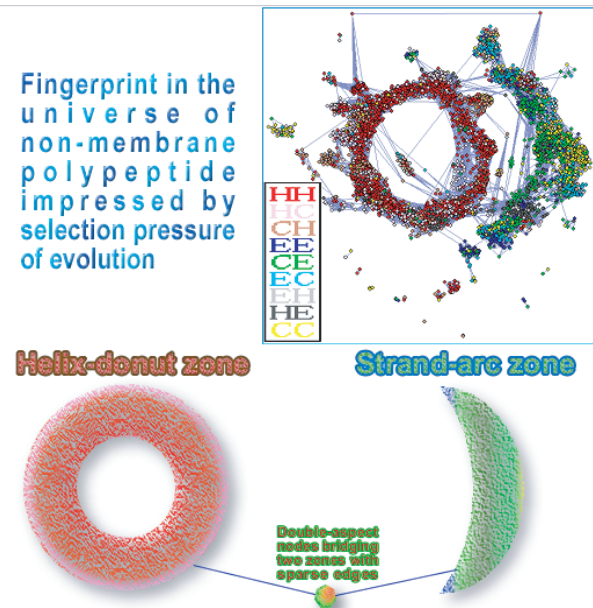 Fingerprint in the
universe of
non-membrane
polypeptide
impressed by
selection pressure
of evolution
HH
HC
CH
EE
CE
EC
EH
HE
CC
Helix-donut zone
Strand-arc zone
Double-aspect
nodes bridging
two zones with
sparse edges